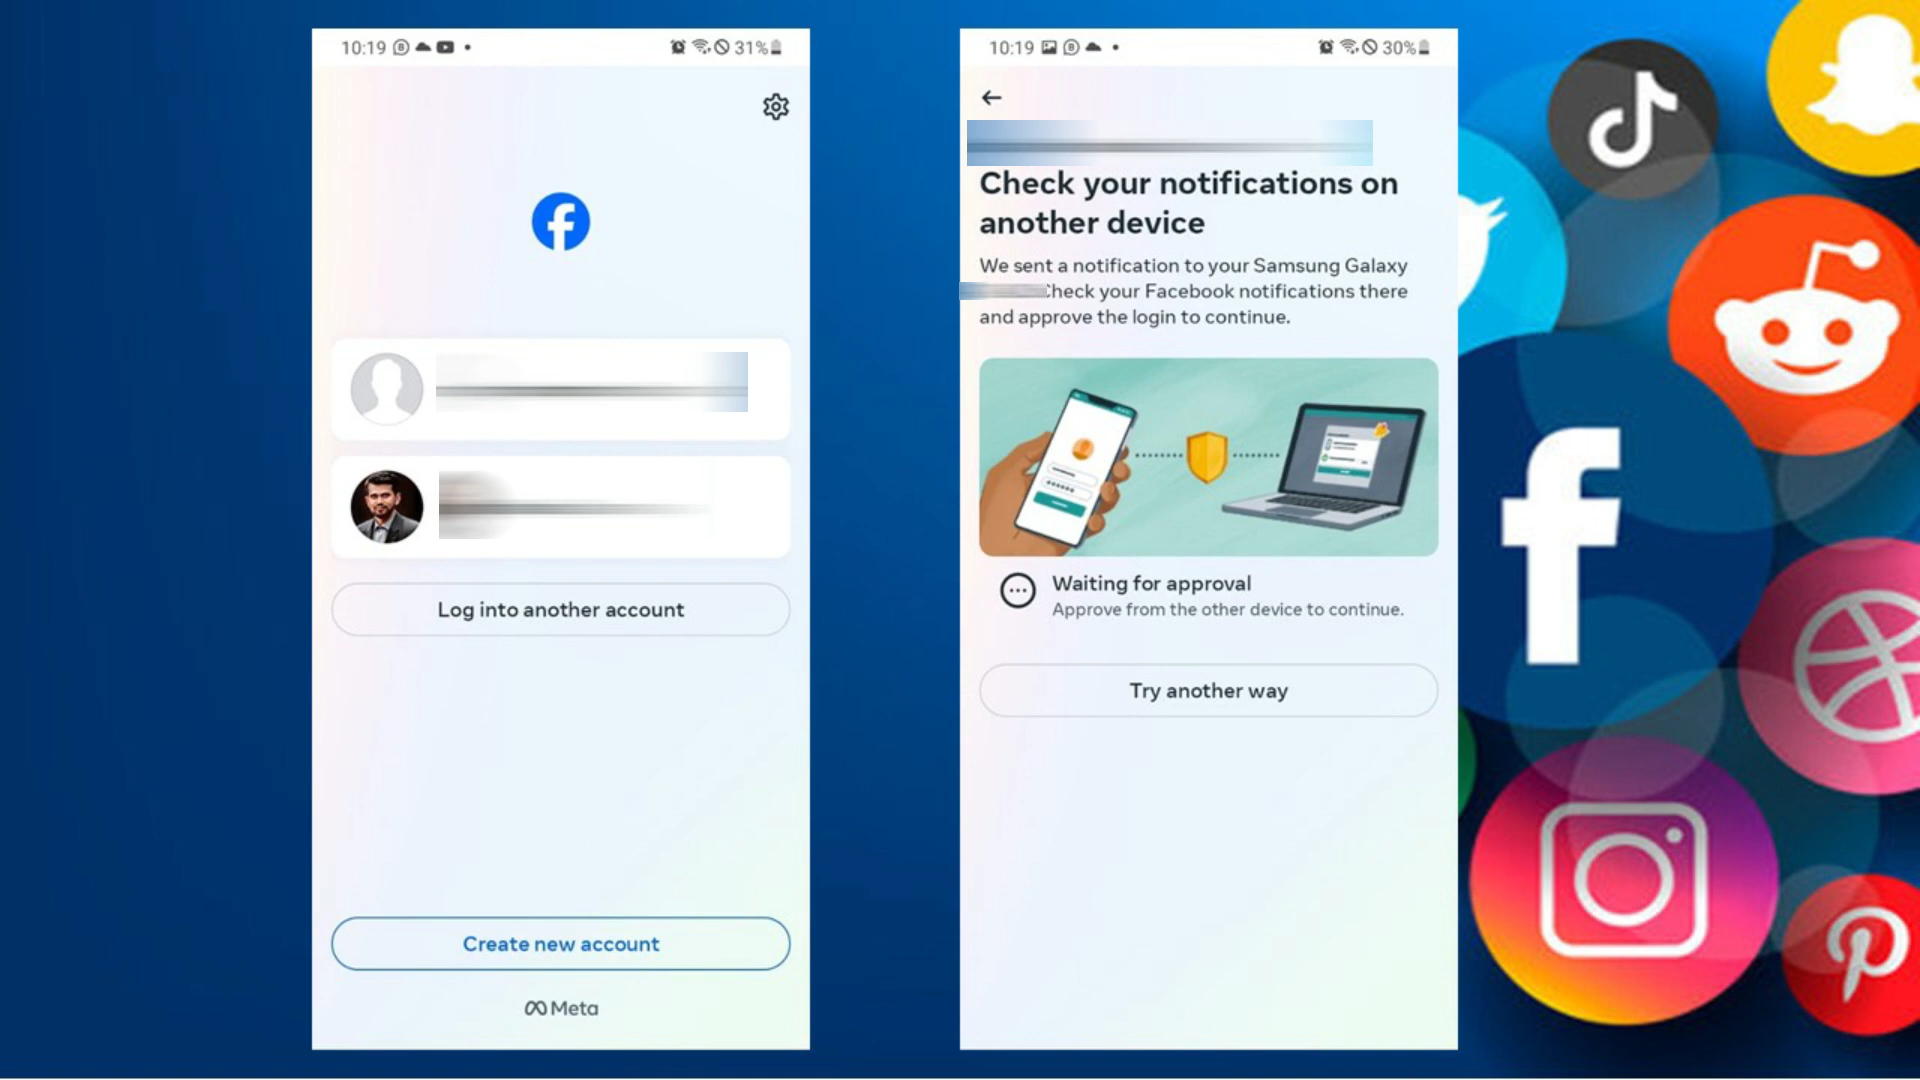 10:19
31%
Log into another account
Create new account
Meta
10:19
30%
Check your notifications on
another device
We sent a notification to your Samsung Galaxy
Check your Facebook notifications there
and approve the login to continue.
Waiting for approval
Approve from the other device to continue.
Try another way